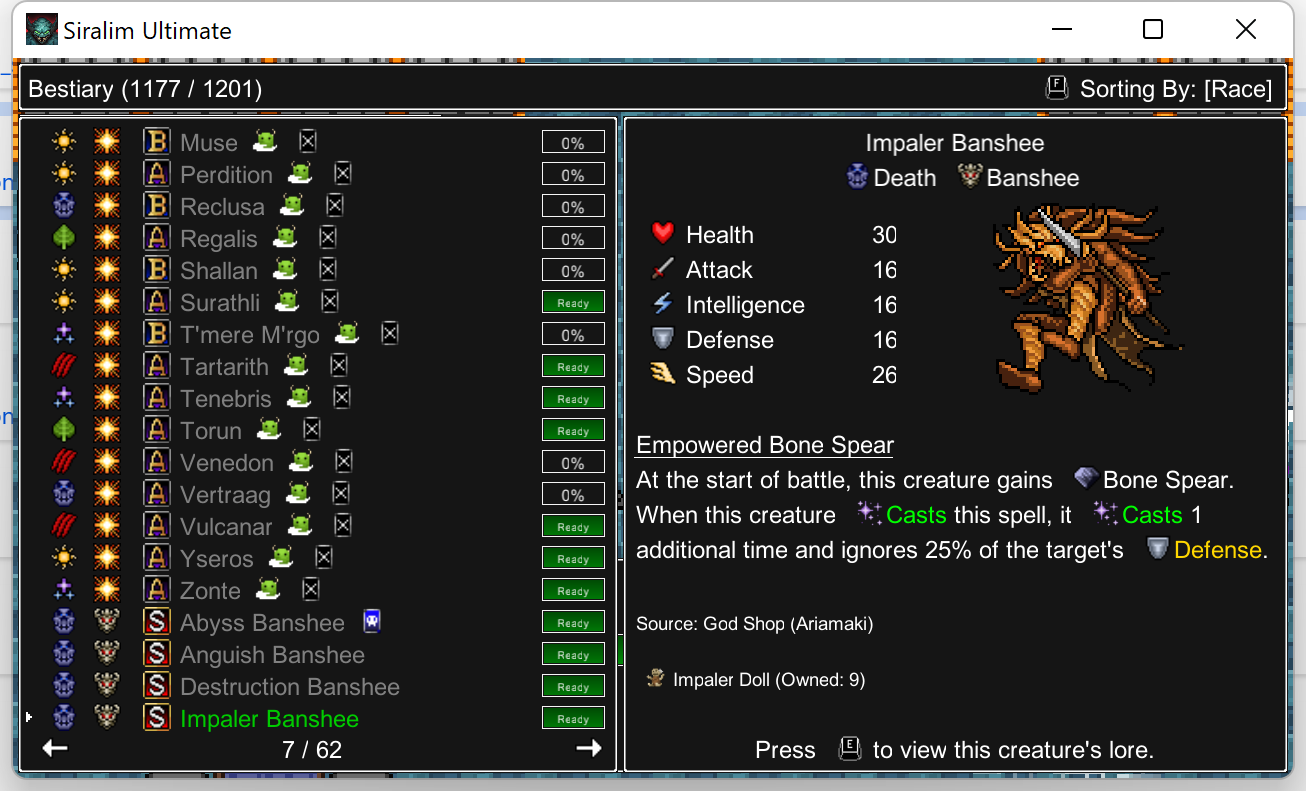 Siralim Ultimate
Bestiary (1177 / 1201)
F Sorting By: [Race]
B Muse 0%
A Perdition 0%
B Reclusa 0%
A Regalis 0%
B Shallan 0%
A Surathli Ready
B T'mere M'rgo 0%
A Tartarith Ready
A Tenebris Ready
A Torun Ready
A Venedon 0%
A Vertraag 0%
A Vulcanar Ready
A Yseros Ready
A Zonte Ready
S Abyss Banshee Ready
S Anguish Banshee Ready
S Destruction Banshee Ready
S Impaler Banshee Ready
7 / 62
Impaler Banshee
Death Banshee
Health 30
Attack 16
Intelligence 16
Defense 16
Speed 26
Empowered Bone Spear
At the start of battle, this creature gains Bone Spear.
When this creature Casts this spell, it Casts 1
additional time and ignores 25% of the target's Defense.
Source: God Shop (Ariamaki)
Impaler Doll (Owned: 9)
Press E to view this creature's lore.